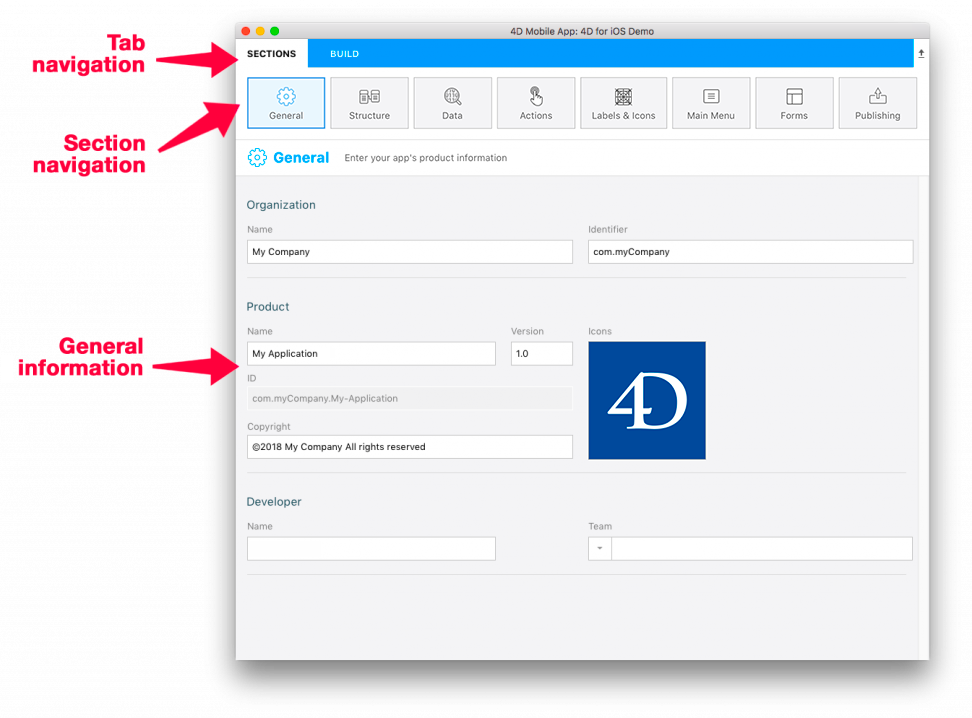 4D Mobile App: 4D for iOS Demo
Tab
navigation
SECTIONS BUILD
General Structure Data Actions Labels & Icons Main Menu Forms Publishing
Section
navigation
General Enter your app's product information
Organization
Name Identifier
My Company com.myCompany
Product
Name Version Icons
My Application 1.0
General
information
ID
com.myCompany.My-Application
4D
Copyright
©2018 My Company All rights reserved
Developer
Name Team